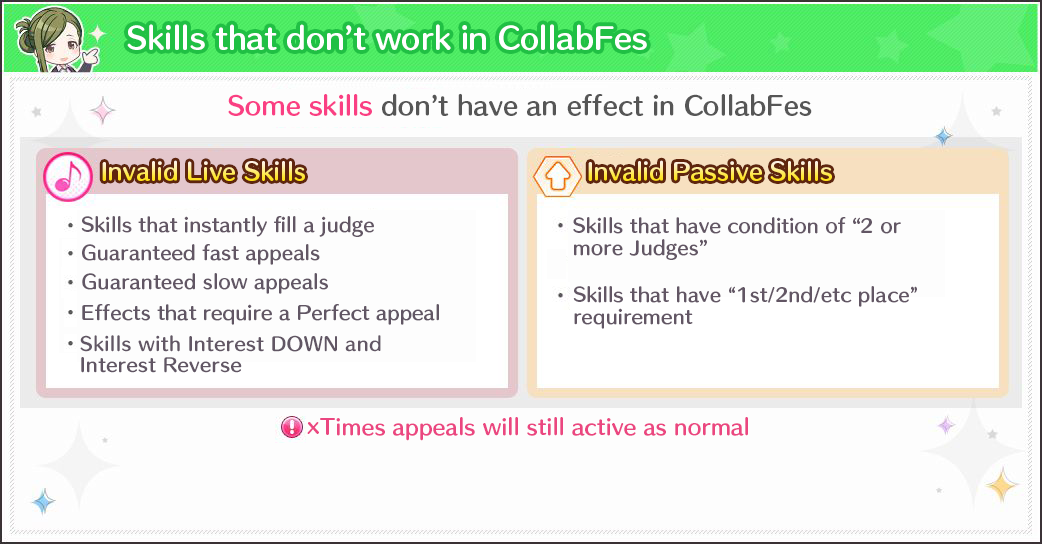 Skills that don't work in CollabFes
Some skills don't have an effect in CollabFes
Invalid Live Skills
・Skills that instantly fill a judge
・Guaranteed fast appeals
・Guaranteed slow appeals
・Effects that require a Perfect appeal
・Skills with Interest DOWN and
Interest Reverse
Invalid Passive Skills
・Skills that have condition of “2 or
more Judges”
・Skills that have “1st/2nd/etc place”
requirement
×Times appeals will still active as normal